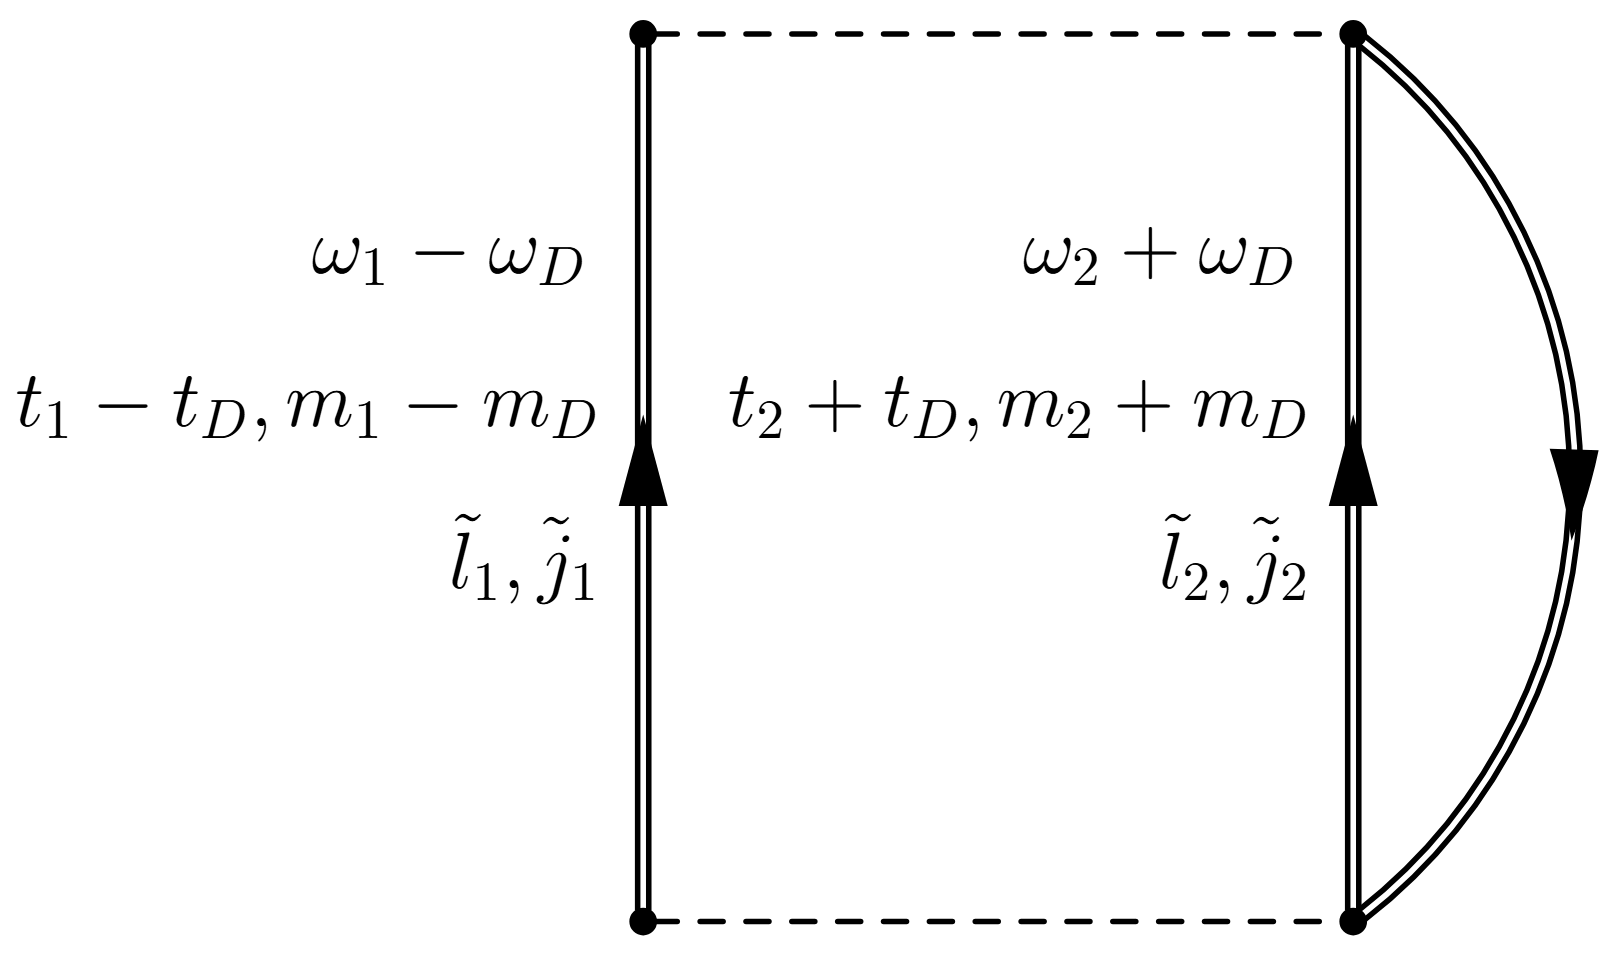 ω₁ − ω_D
ω₂ + ω_D
t₁ − t_D, m₁ − m_D
t₂ + t_D, m₂ + m_D
l̃₁, j̃₁
l̃₂, j̃₂